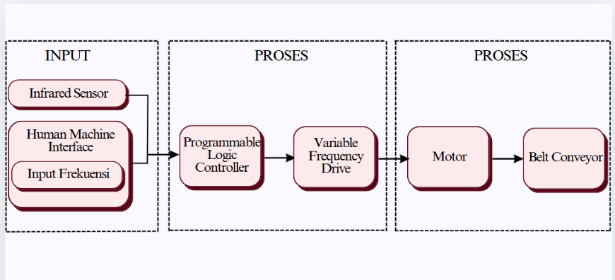 INPUT
PROSES
PROSES
Infrared Sensor
Human Machine
Interface
Input Frekuensi
Programmable
Logic
Controller
Variable
Frequency
Drive
Motor
Belt Conveyor